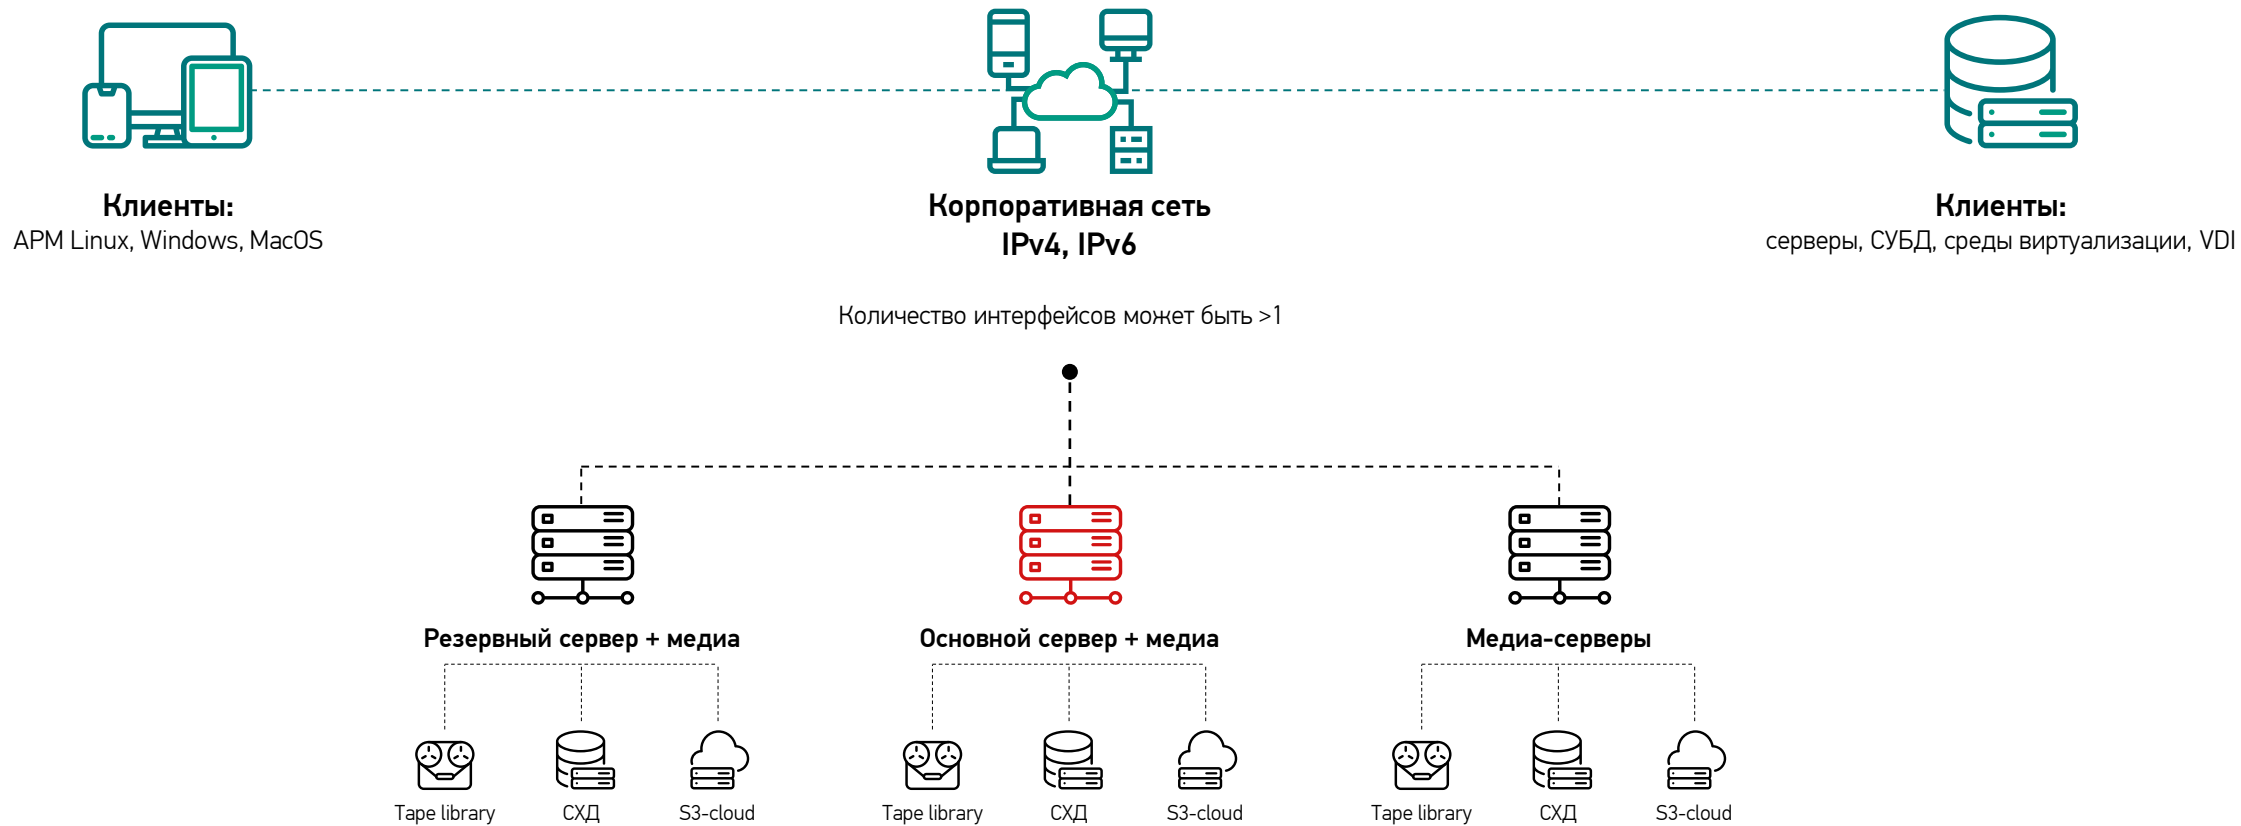 Клиенты:
АРМ Linux, Windows, MacOS
Корпоративная сеть
IPv4, IPv6
Клиенты:
серверы, СУБД, среды виртуализации, VDI
Количество интерфейсов может быть >1
Резервный сервер + медиа
Основной сервер + медиа
Медиа-серверы
Tape library
СХД
S3-cloud
Tape library
СХД
S3-cloud
Tape library
СХД
S3-cloud